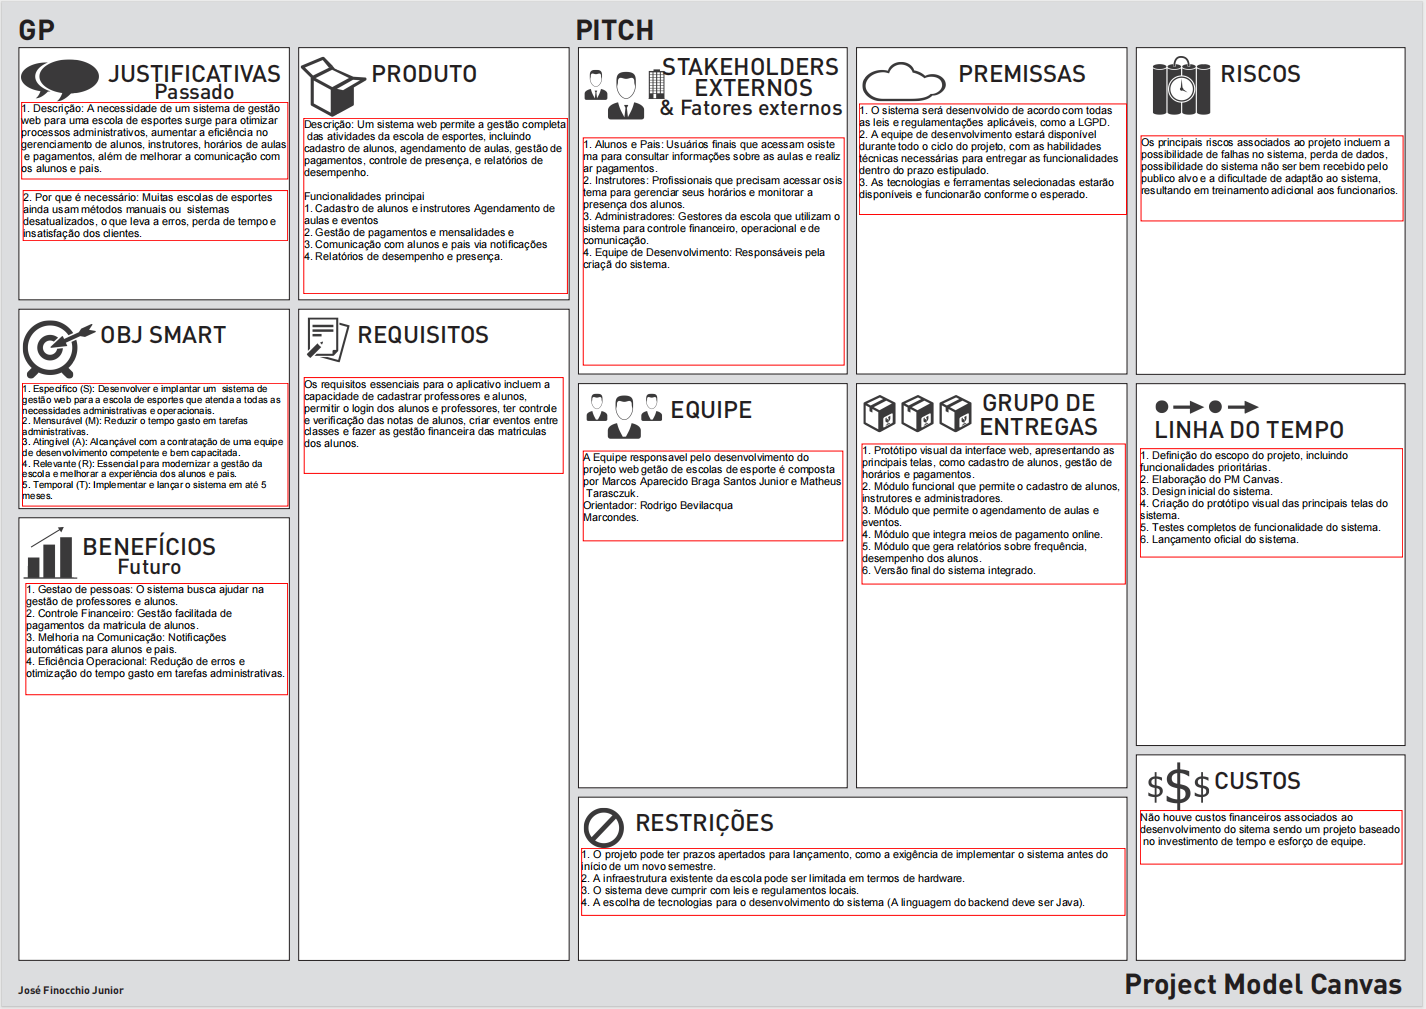 GP
PITCH
JUSTIFICATIVAS
Passado
1. Descrição: A necessidade de um sistema de gestão
web para uma escola de esportes surge para otimizar
processos administrativos, aumentar a eficiência no
gerenciamento de alunos, instrutores, horários de aulas
e pagamentos, além de melhorar a comunicação com
os alunos e pais.
2. Por que é necessário: Muitas escolas de esportes
ainda usam métodos manuais ou sistemas
desatualizados, o que leva a erros, perda de tempo e
insatisfação dos clientes.
PRODUTO
Descrição: Um sistema web permite a gestão completa
das atividades da escola de esportes, incluindo
cadastro de alunos, agendamento de aulas, gestão de
pagamentos, controle de presença, e relatórios de
desempenho.
Funcionalidades principal
1. Cadastro de alunos e instrutores Agendamento de
aulas e eventos
2. Gestão de pagamentos e mensalidades e
3. Comunicação com alunos e pais via notificações
4. Relatórios de desempenho e presença.
STAKEHOLDERS
EXTERNOS
& Fatores externos
1. Alunos e Pais: Usuários finais que acessam osiste
ma para consultar informações sobre as aulas e realiz
ar pagamentos.
2. Instrutores: Profissionais que precisam acessar osis
tema para gerenciar seus horários e monitorar a
presença dos alunos.
3. Administradores: Gestores da escola que utilizam o
sistema para controle financeiro, operacional e de
comunicação.
4. Equipe de Desenvolvimento: Responsáveis pela
criaçã do sistema.
PREMISSAS
1. O sistema será desenvolvido de acordo com todas
as leis e regulamentações aplicáveis, como a LGPD.
2. A equipe de desenvolvimento estará disponível
durante todo o ciclo do projeto, com as habilidades
técnicas necessárias para entregar as funcionalidades
dentro do prazo estipulado.
3. As tecnologias e ferramentas selecionadas estarão
disponíveis e funcionarão conforme o esperado.
RISCOS
Os principais riscos associados ao projeto incluem a
possibilidade de falhas no sistema, perda de dados,
possibilidade do sistema não ser bem recebido pelo
publico alvo e a dificultade de adaptão ao sistema,
resultando em treinamento adicional aos funcionarios.
OBJ SMART
1. Específico (S): Desenvolver e implantar um sistema de
gestão web para a escola de esportes que atenda a todas as
necessidades administrativas e operacionais.
2. Mensurável (M): Reduzir o tempo gasto em tarefas
administrativas.
3. Atingível (A): Alcançável com a contratação de uma equipe
de desenvolvimento competente e bem capacitada.
4. Relevante (R): Essencial para modernizar a gestão da
escola e melhorar a experiência dos alunos e pais.
5. Temporal (T): Implementar e lançar o sistema em até 5
meses.
REQUISITOS
Os requisitos essenciais para o aplicativo incluem a
capacidade de cadastrar professores e alunos,
permitir o login dos alunos e professores, ter controle
e verificação das notas de alunos, criar eventos entre
classes e fazer as gestão financeira das matriculas
dos alunos.
EQUIPE
A Equipe responsavel pelo desenvolvimento do
projeto web getão de escolas de esporte é composta
por Marcos Aparecido Braga Santos Junior e Matheus
Tarasczuk.
Orientador: Rodrigo Bevilacqua
Marcondes.
GRUPO DE
ENTREGAS
1. Protótipo visual da interface web, apresentando as
principais telas, como cadastro de alunos, gestão de
horários e pagamentos.
2. Módulo funcional que permite o cadastro de alunos,
instrutores e administradores.
3. Módulo que permite o agendamento de aulas e
eventos.
4. Módulo que integra meios de pagamento online.
5. Módulo que gera relatórios sobre frequência,
desempenho dos alunos.
6. Versão final do sistema integrado.
LINHA DO TEMPO
1. Definição do escopo do projeto, incluindo
funcionalidades prioritárias.
2. Elaboração do PM Canvas.
3. Design inicial do sistema.
4. Criação do protótipo visual das principais telas do
sistema.
5. Testes completos de funcionalidade do sistema.
6. Lançamento oficial do sistema.
BENEFÍCIOS
Futuro
1. Gestao de pessoas: O sistema busca ajudar na
gestão de professores e alunos.
2. Controle Financeiro: Gestão facilitada de
pagamentos da matricula de alunos.
3. Melhoria na Comunicação: Notificações
automáticas para alunos e pais.
4. Eficiência Operacional: Redução de erros e
otimização do tempo gasto em tarefas administrativas.
RESTRIÇÕES
1. O projeto pode ter prazos apertados para lançamento, como a exigência de implementar o sistema antes do
início de um novo semestre.
2. A infraestrutura existente da escola pode ser limitada em termos de hardware.
3. O sistema deve cumprir com leis e regulamentos locais.
4. A escolha de tecnologias para o desenvolvimento do sistema (A linguagem do backend deve ser Java).
$$$ CUSTOS
Não houve custos financeiros associados ao
desenvolvimento do sitema sendo um projeto baseado
no investimento de tempo e esforço de equipe.
José Finocchio Junior
Project Model Canvas